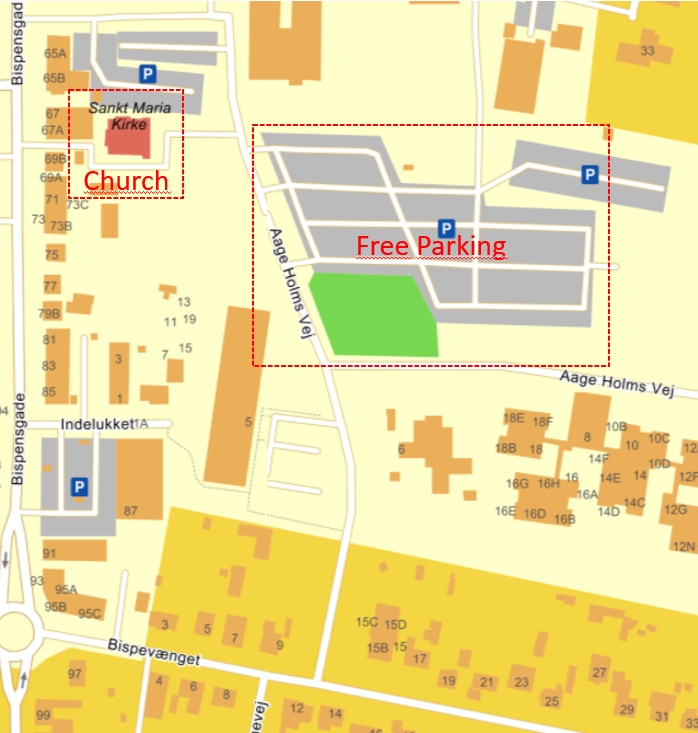 Bispensgade
65A
65B
P
Sankt Maria
Kirke
67
67A
69B
69A
Church
71
73C
73
73B
75
77
79B
81
83
85
13
11
19
15
7
3
1
33
P
P
Free Parking
Aage Holms Vej
Aage Holms Vej
5
Bispensgade
Indelukket
1A
P
87
91
93
95A
95B
95C
6
18E
18F
18B
18
8
10B
10
10C
10D
14F
14E
14
14C
14D
16G
16H
16
16A
16E
16D
16B
12F
12G
12N
3
5
7
9
15C
15D
15B
15
17
19
21
23
25
27
29
31
33
Bispevænget
97
99
4
6
8
12
14